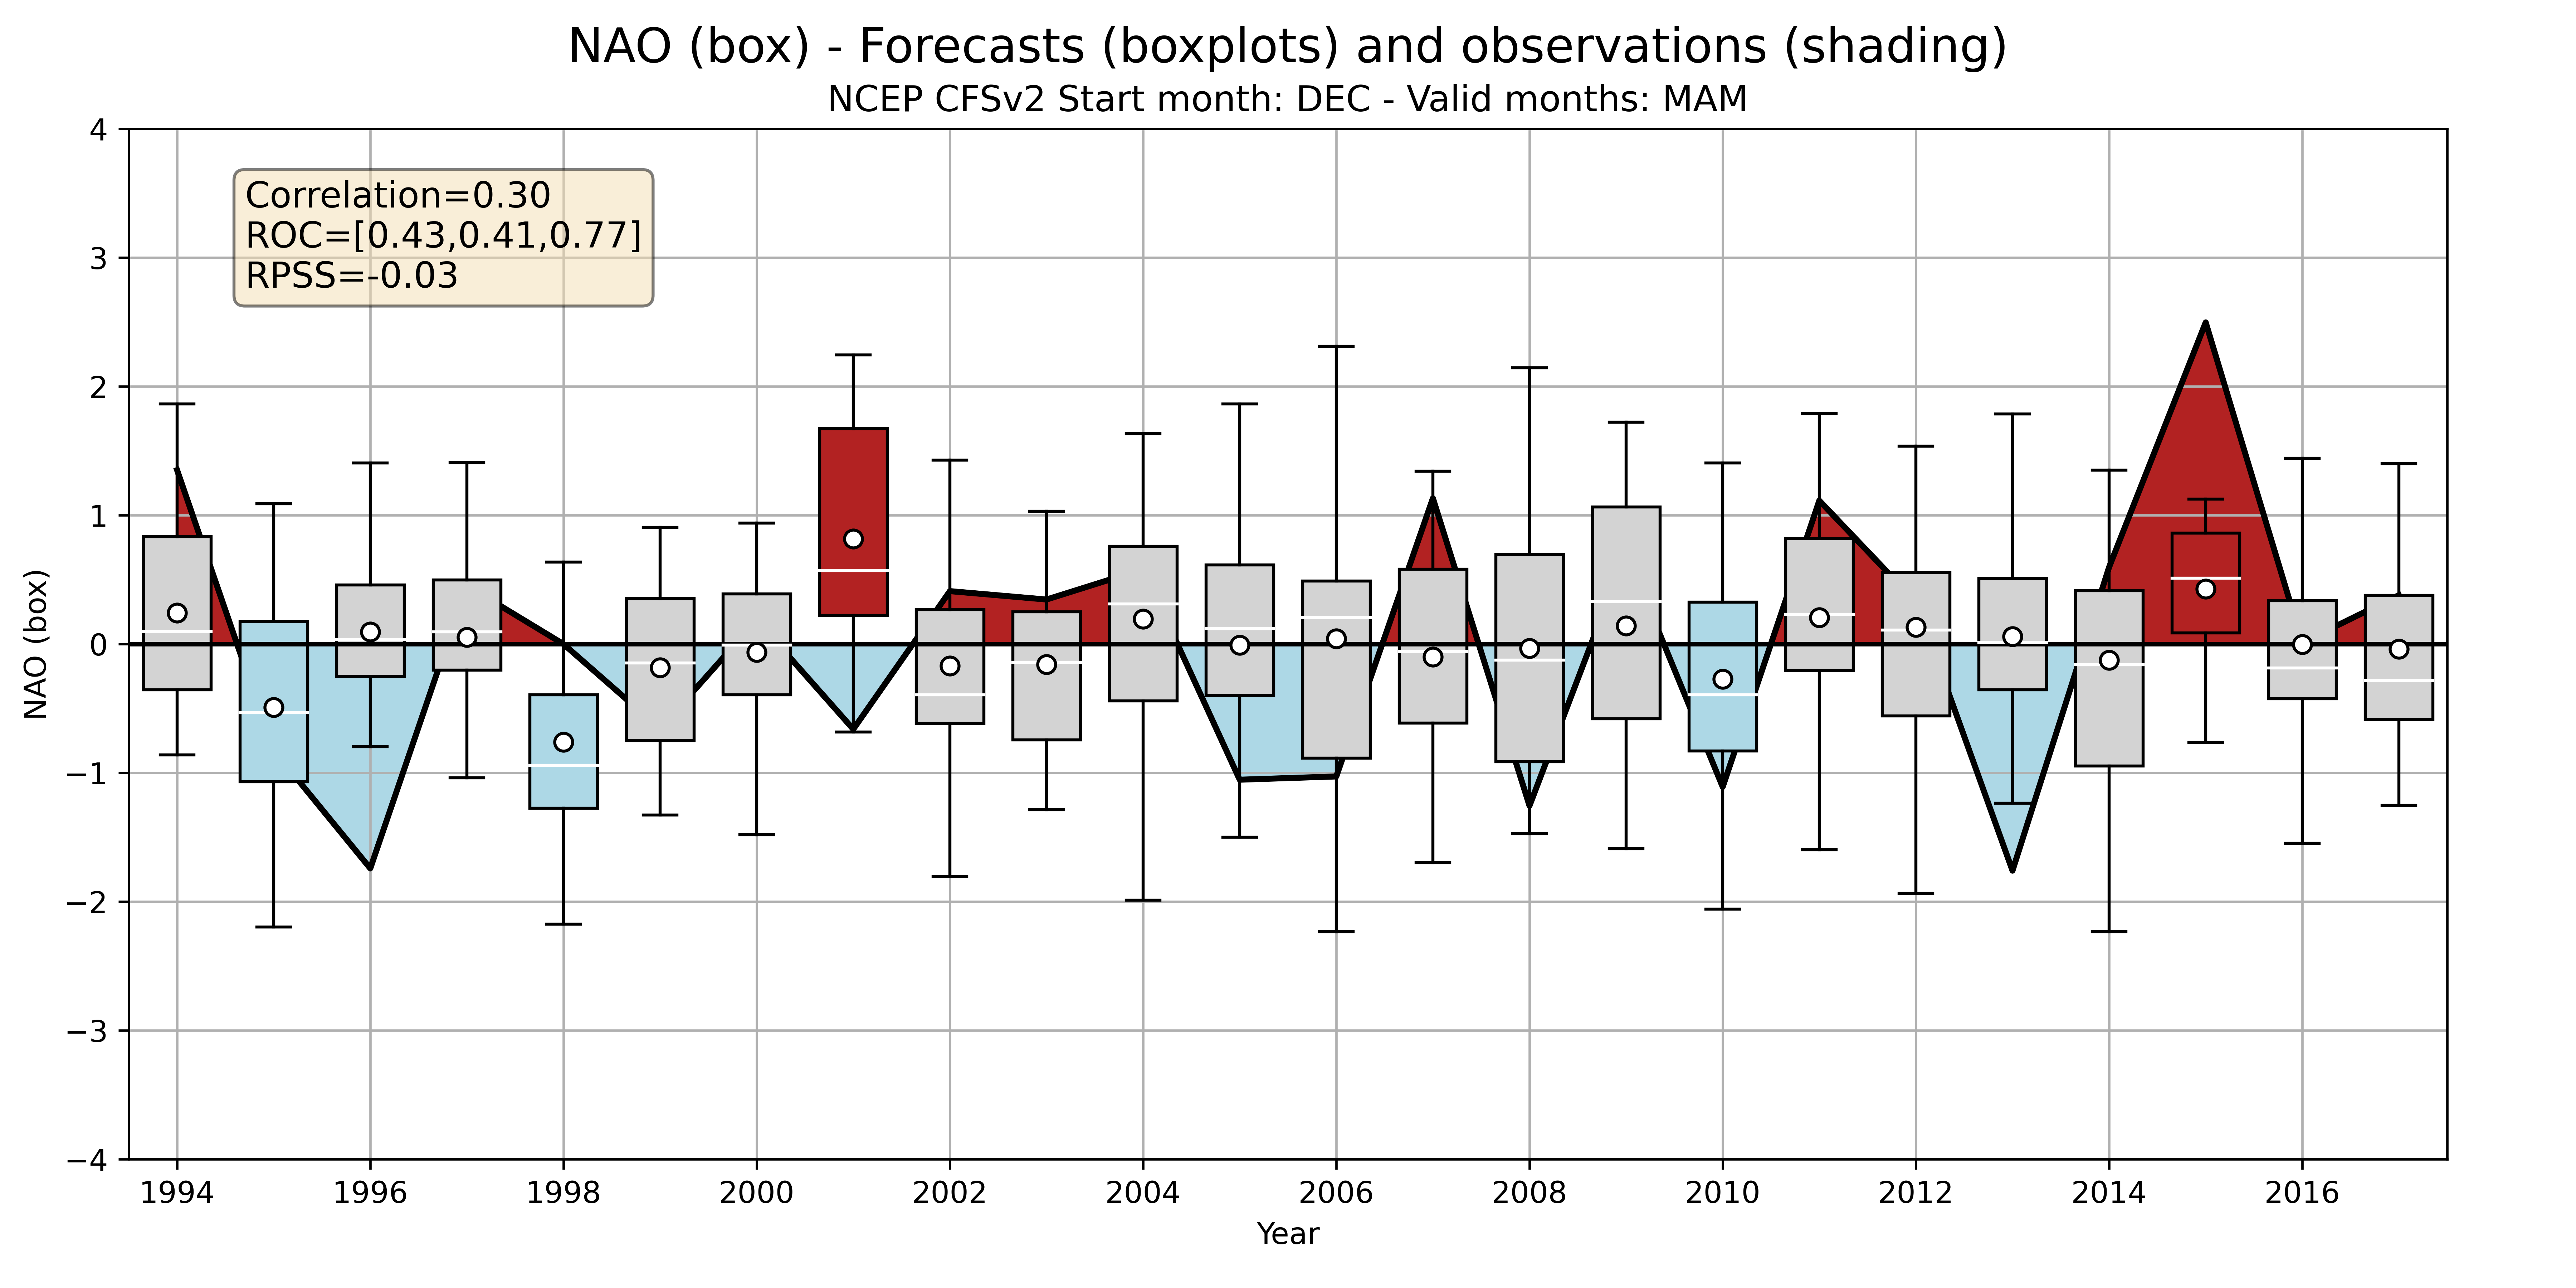 NAO (box) - Forecasts (boxplots) and observations (shading)
NCEP CFSv2 Start month: DEC - Valid months: MAM
Correlation=0.30
ROC=[0.43,0.41,0.77]
RPSS=-0.03
NAO (box)
4
3
2
1
0
−1
−2
−3
−4
1994 1996 1998 2000 2002 2004 2006 2008 2010 2012 2014 2016
Year